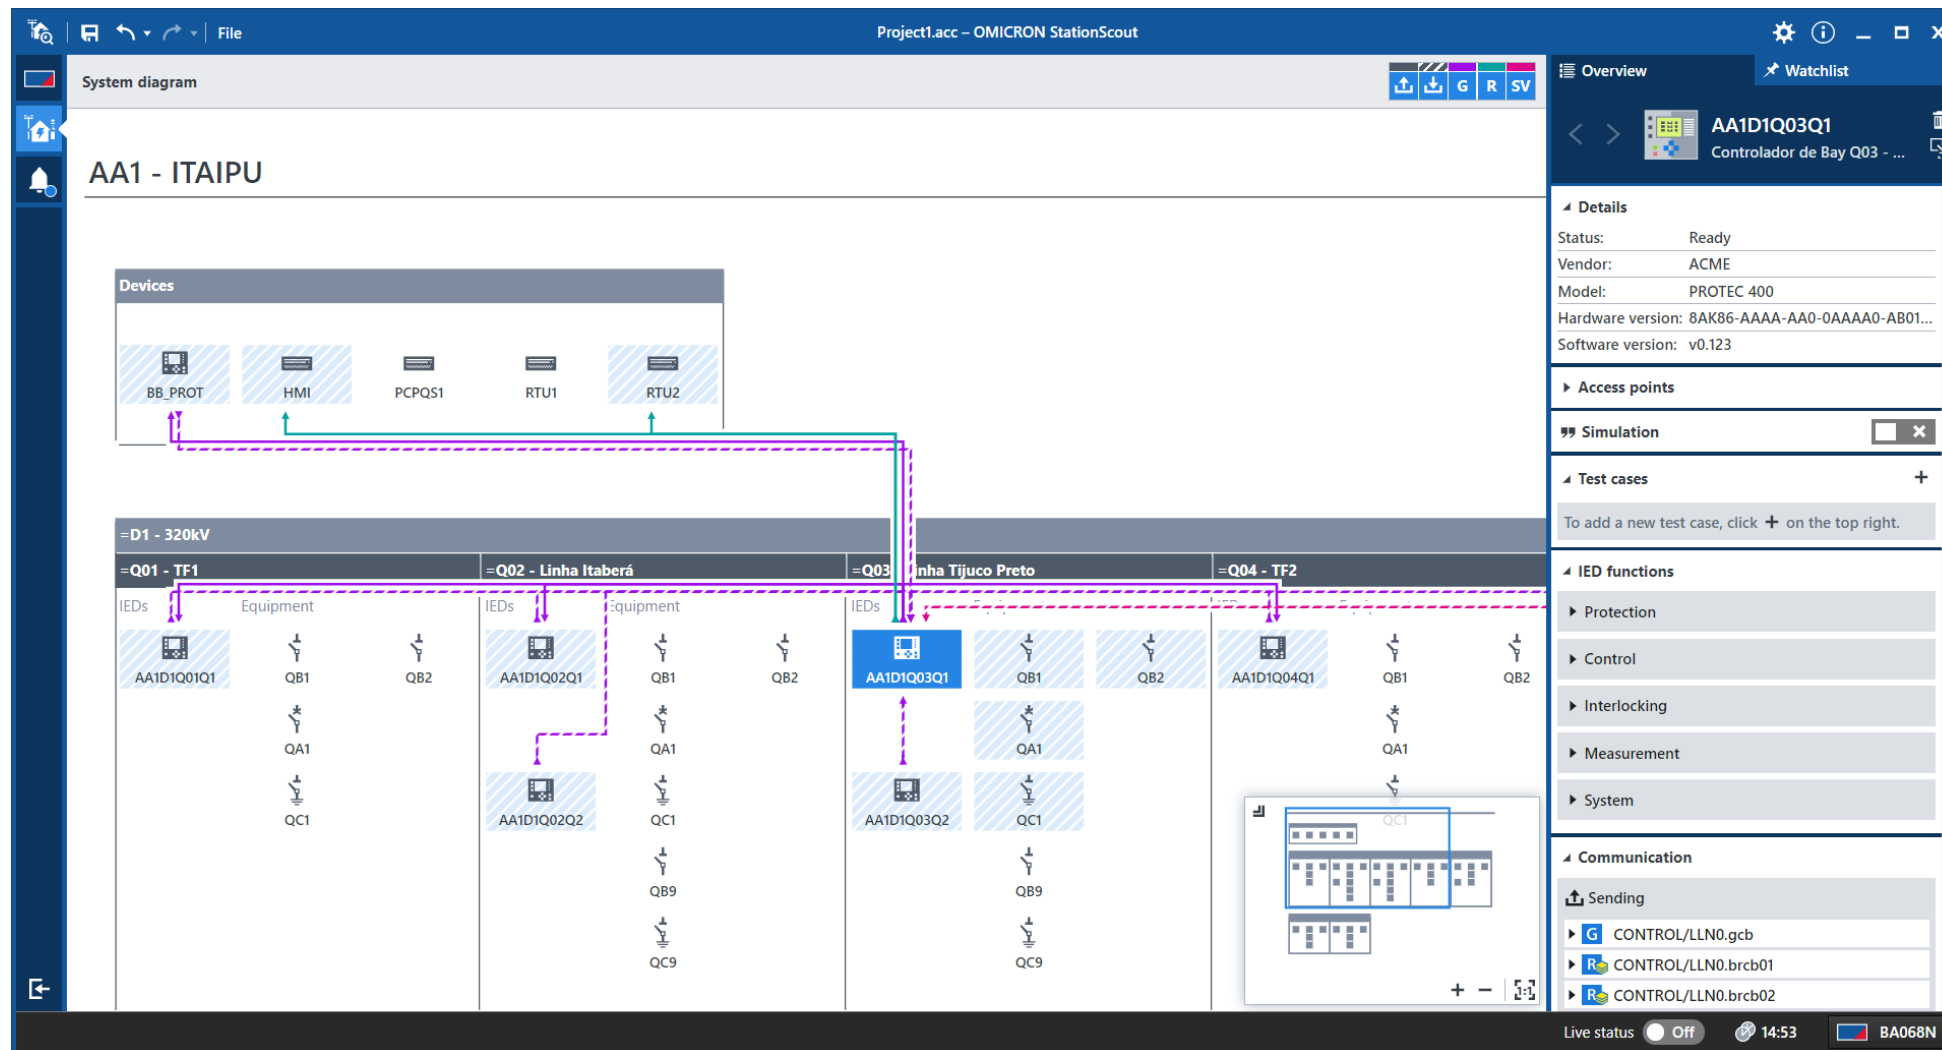 File
Project1.acc – OMICRON StationScout
System diagram
G R SV
Overview
Watchlist
AA1D1Q03Q1
Controlador de Bay Q03 - ...
AA1 - ITAIPU
Details
Status: Ready
Vendor: ACME
Model: PROTEC 400
Hardware version: 8AK86-AAAA-AA0-0AAAA0-AB01...
Software version: v0.123
Access points
Simulation
Test cases
To add a new test case, click + on the top right.
IED functions
Protection
Control
Interlocking
Measurement
System
Communication
Sending
G CONTROL/LLN0.gcb
R CONTROL/LLN0.brcb01
R CONTROL/LLN0.brcb02
Devices
BB_PROT HMI PCPQS1 RTU1 RTU2
=D1 - 320kV
=Q01 - TF1 =Q02 - Linha Itaberá =Q03 Linha Tijuco Preto =Q04 - TF2
IEDs Equipment IEDs Equipment IEDs
AA1D1Q01Q1 QB1 QB2 AA1D1Q02Q1 QB1 QB2 AA1D1Q03Q1 QB1 QB2 AA1D1Q04Q1 QB1 QB2
QA1 QA1 QA1 QA1
QC1 AA1D1Q02Q2 QC1 AA1D1Q03Q2 QC1 QC1
QB9 QB9
QC9 QC9
1:1
Live status Off 14:53 BA068N